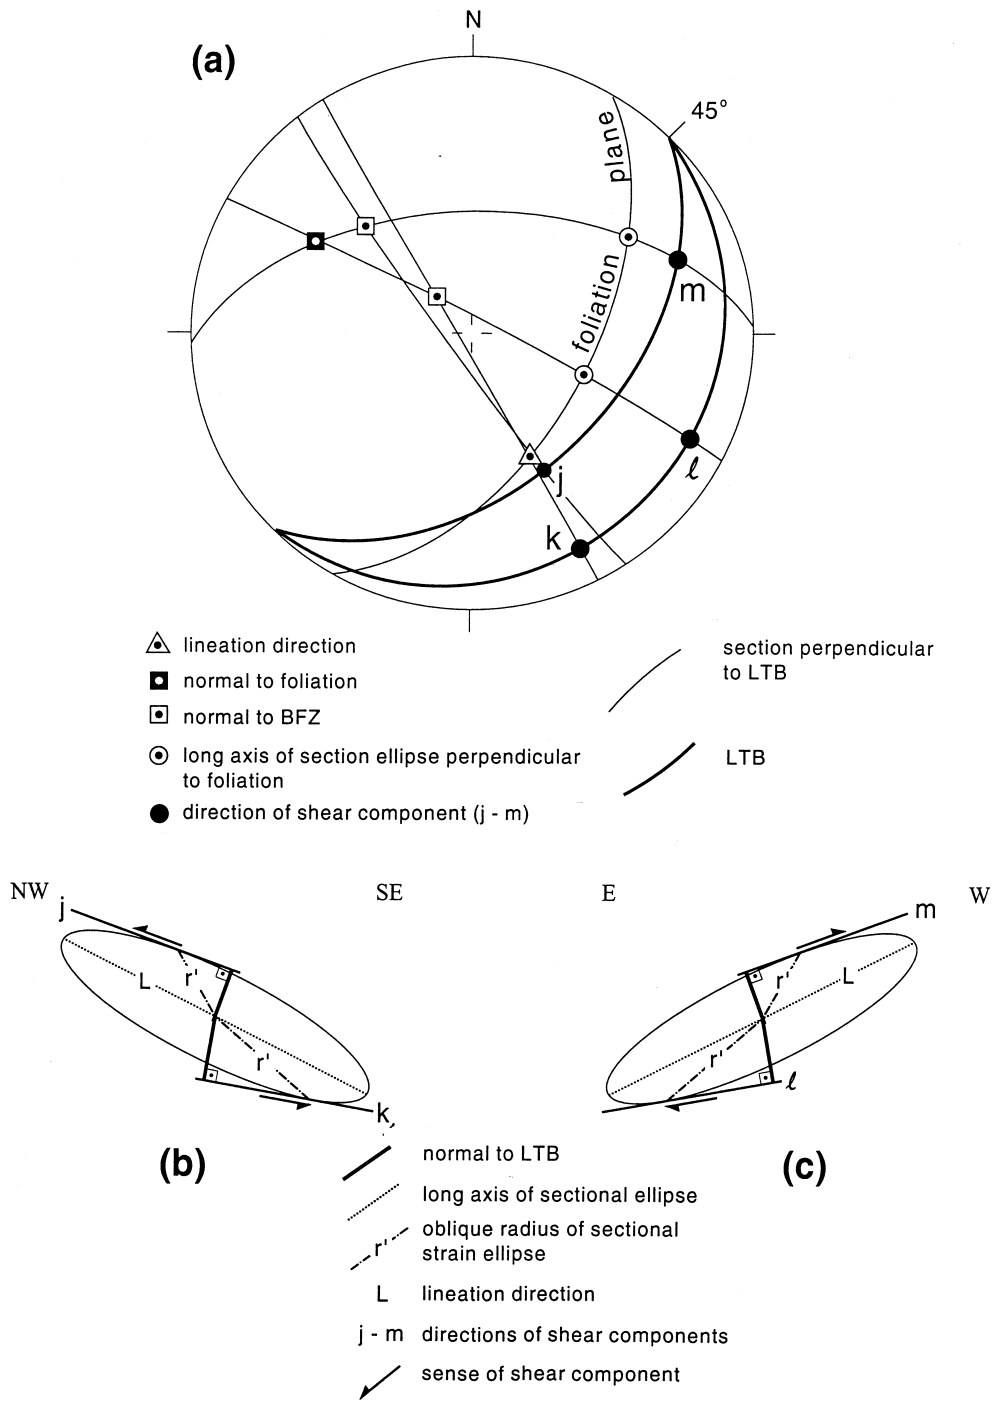 N
(a)
45°
plane
foliation
m
j
l
k
lineation direction
normal to foliation
normal to BFZ
long axis of section ellipse perpendicular
to foliation
direction of shear component (j - m)
section perpendicular
to LTB
LTB
NW
SE
j
L
r'
r'
k,
(b)
E
W
m
L
r'
r'
l
(c)
normal to LTB
long axis of sectional ellipse
r'
oblique radius of sectional
strain ellipse
L
lineation direction
j - m
directions of shear components
sense of shear component